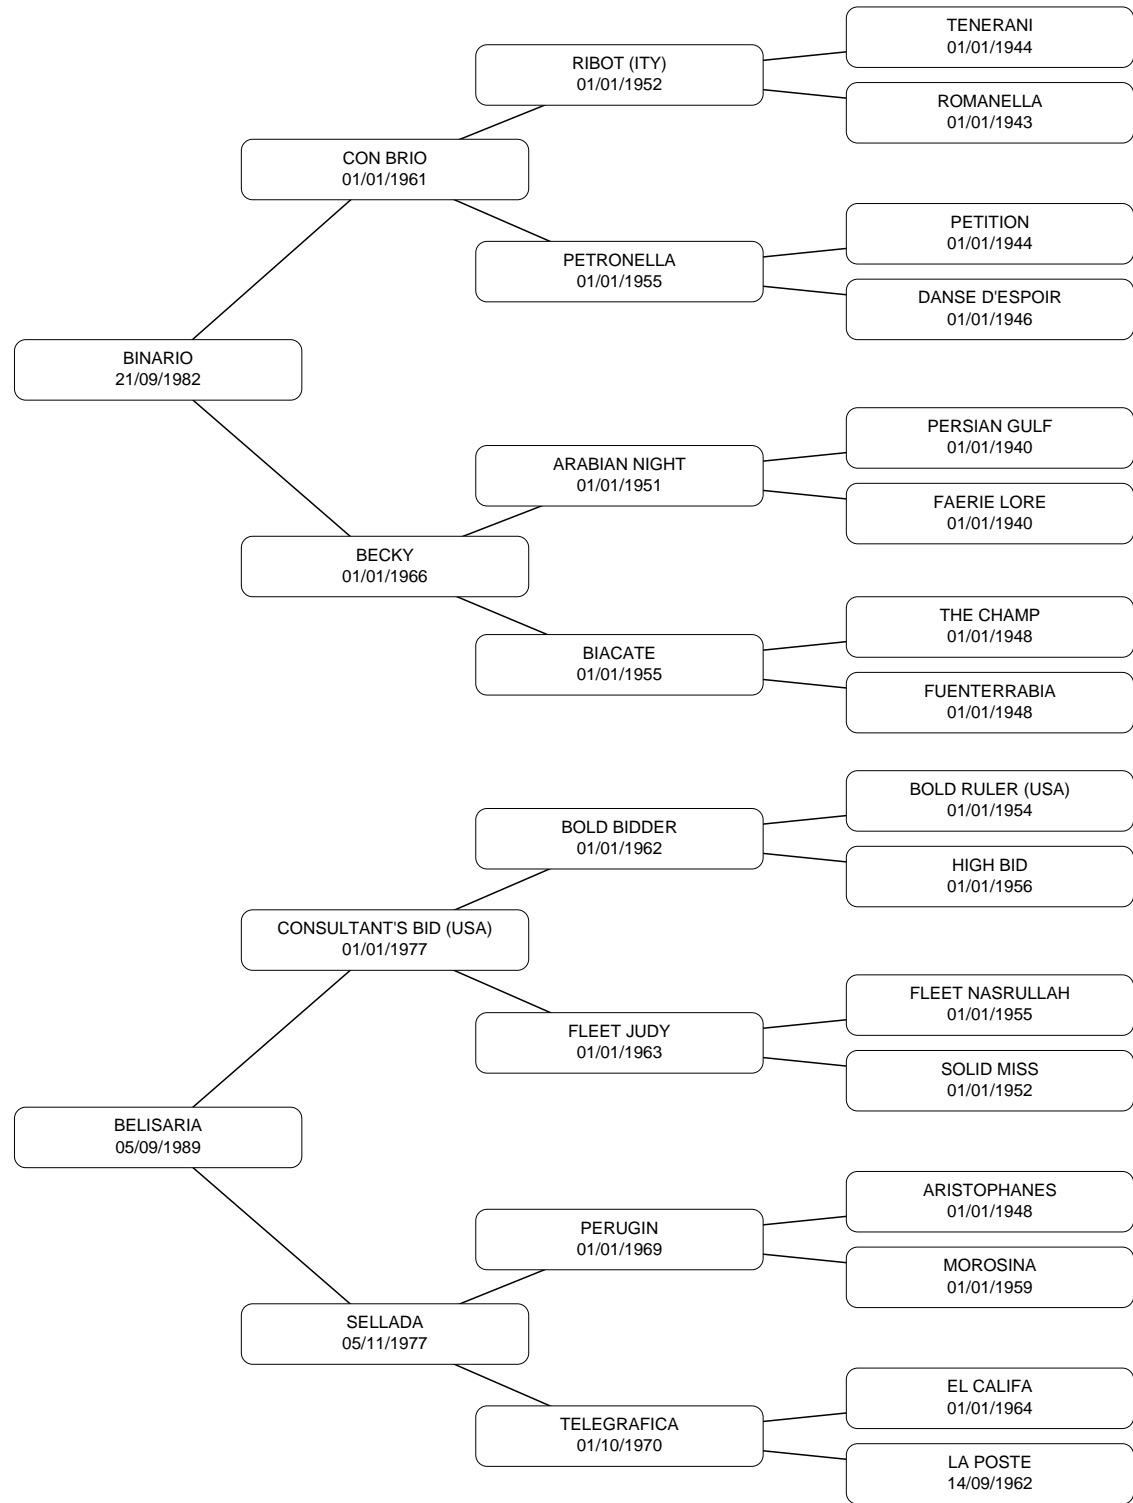 TENERANI
01/01/1944
RIBOT (ITY)
01/01/1952
ROMANELLA
01/01/1943
CON BRIO
01/01/1961
PETITION
01/01/1944
PETRONELLA
01/01/1955
DANSE D'ESPOIR
01/01/1946
BINARIO
21/09/1982
PERSIAN GULF
01/01/1940
ARABIAN NIGHT
01/01/1951
FAERIE LORE
01/01/1940
BECKY
01/01/1966
THE CHAMP
01/01/1948
BIACATE
01/01/1955
FUENTERRABIA
01/01/1948
BOLD RULER (USA)
01/01/1954
BOLD BIDDER
01/01/1962
HIGH BID
01/01/1956
CONSULTANT'S BID (USA)
01/01/1977
FLEET NASRULLAH
01/01/1955
FLEET JUDY
01/01/1963
SOLID MISS
01/01/1952
BELISARIA
05/09/1989
ARISTOPHANES
01/01/1948
PERUGIN
01/01/1969
MOROSINA
01/01/1959
SELLADA
05/11/1977
EL CALIFA
01/01/1964
TELEGRAFICA
01/10/1970
LA POSTE
14/09/1962